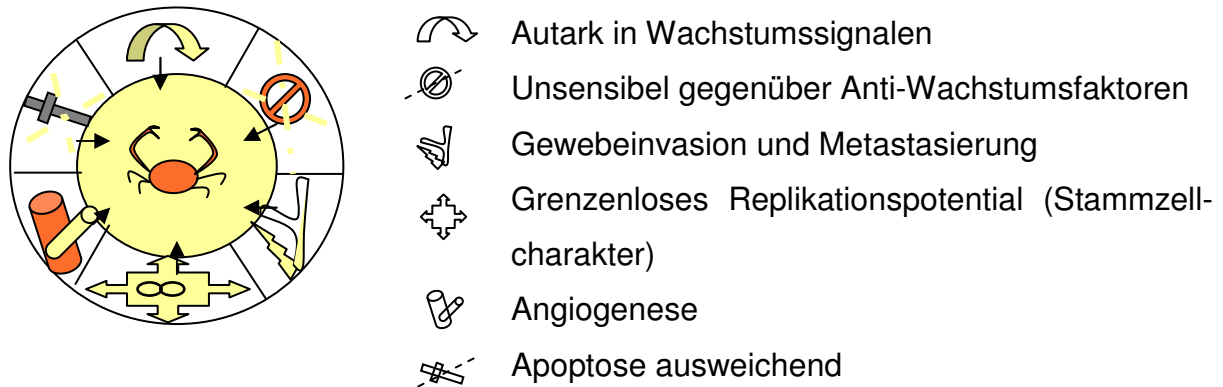 Autark in Wachstumssignalen
Unsensibel gegenüber Anti-Wachstumsfaktoren
Gewebeinvasion und Metastasierung
Grenzenloses Replikationspotential (Stammzell-
charakter)
Angiogenese
Apoptose ausweichend